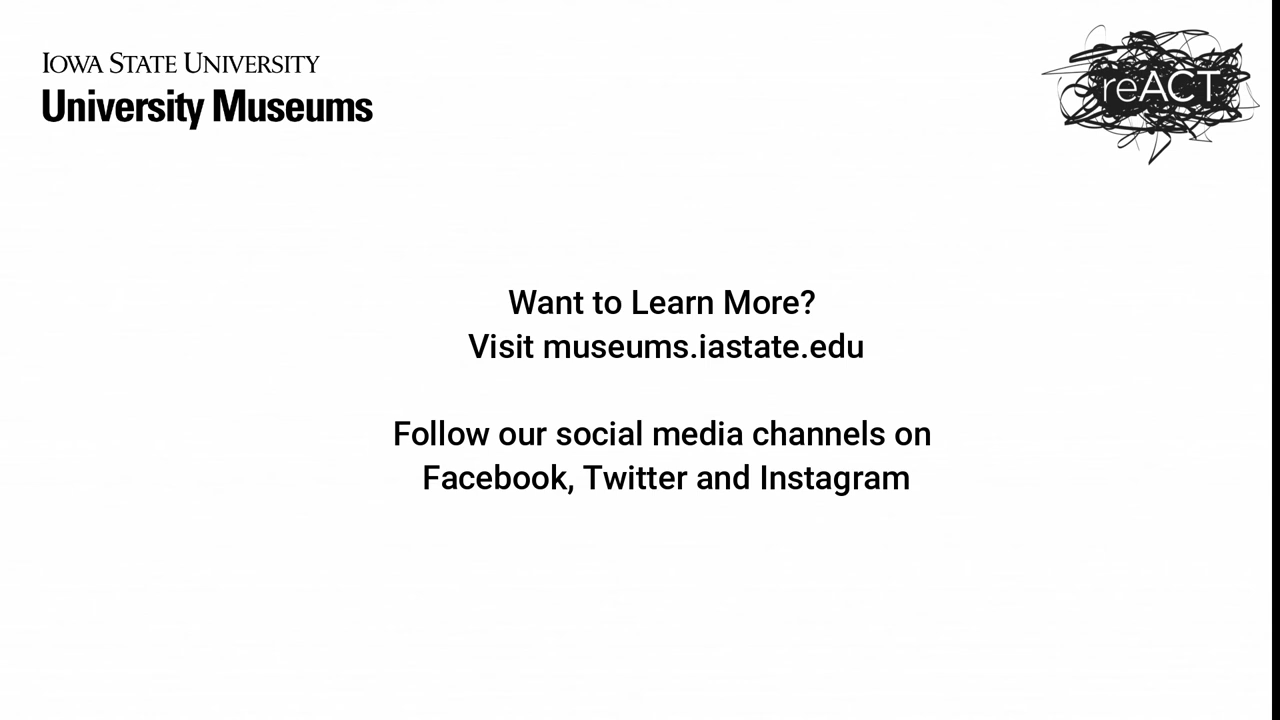 IOWA STATE UNIVERSITY
University Museums
reACT
Want to Learn More?
Visit museums.iastate.edu
Follow our social media channels on
Facebook, Twitter and Instagram